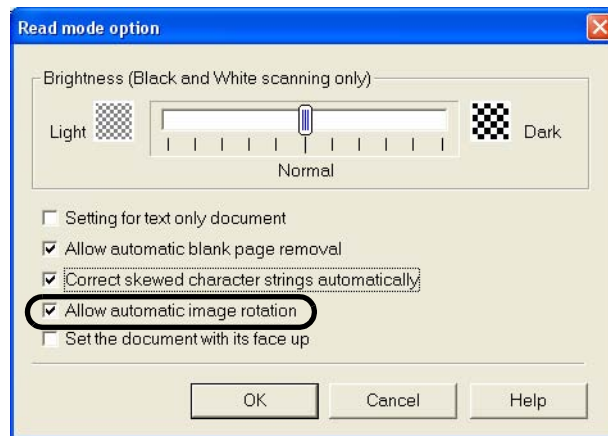 Read mode option
Brightness (Black and White scanning only)
Light
Dark
Normal
Setting for text only document
Allow automatic blank page removal
Correct skewed character strings automatically
Allow automatic image rotation
Set the document with its face up
OK Cancel Help